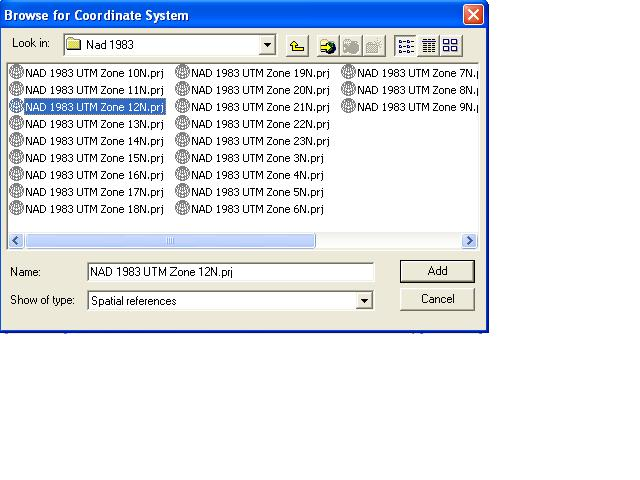 Browse for Coordinate System
Look in: Nad 1983
NAD 1983 UTM Zone 10N.prj
NAD 1983 UTM Zone 11N.prj
NAD 1983 UTM Zone 12N.prj
NAD 1983 UTM Zone 13N.prj
NAD 1983 UTM Zone 14N.prj
NAD 1983 UTM Zone 15N.prj
NAD 1983 UTM Zone 16N.prj
NAD 1983 UTM Zone 17N.prj
NAD 1983 UTM Zone 18N.prj
NAD 1983 UTM Zone 19N.prj
NAD 1983 UTM Zone 20N.prj
NAD 1983 UTM Zone 21N.prj
NAD 1983 UTM Zone 22N.prj
NAD 1983 UTM Zone 23N.prj
NAD 1983 UTM Zone 3N.prj
NAD 1983 UTM Zone 4N.prj
NAD 1983 UTM Zone 5N.prj
NAD 1983 UTM Zone 6N.prj
NAD 1983 UTM Zone 7N.p
NAD 1983 UTM Zone 8N.p
NAD 1983 UTM Zone 9N.p
Name: NAD 1983 UTM Zone 12N.prj
Add
Show of type: Spatial references
Cancel